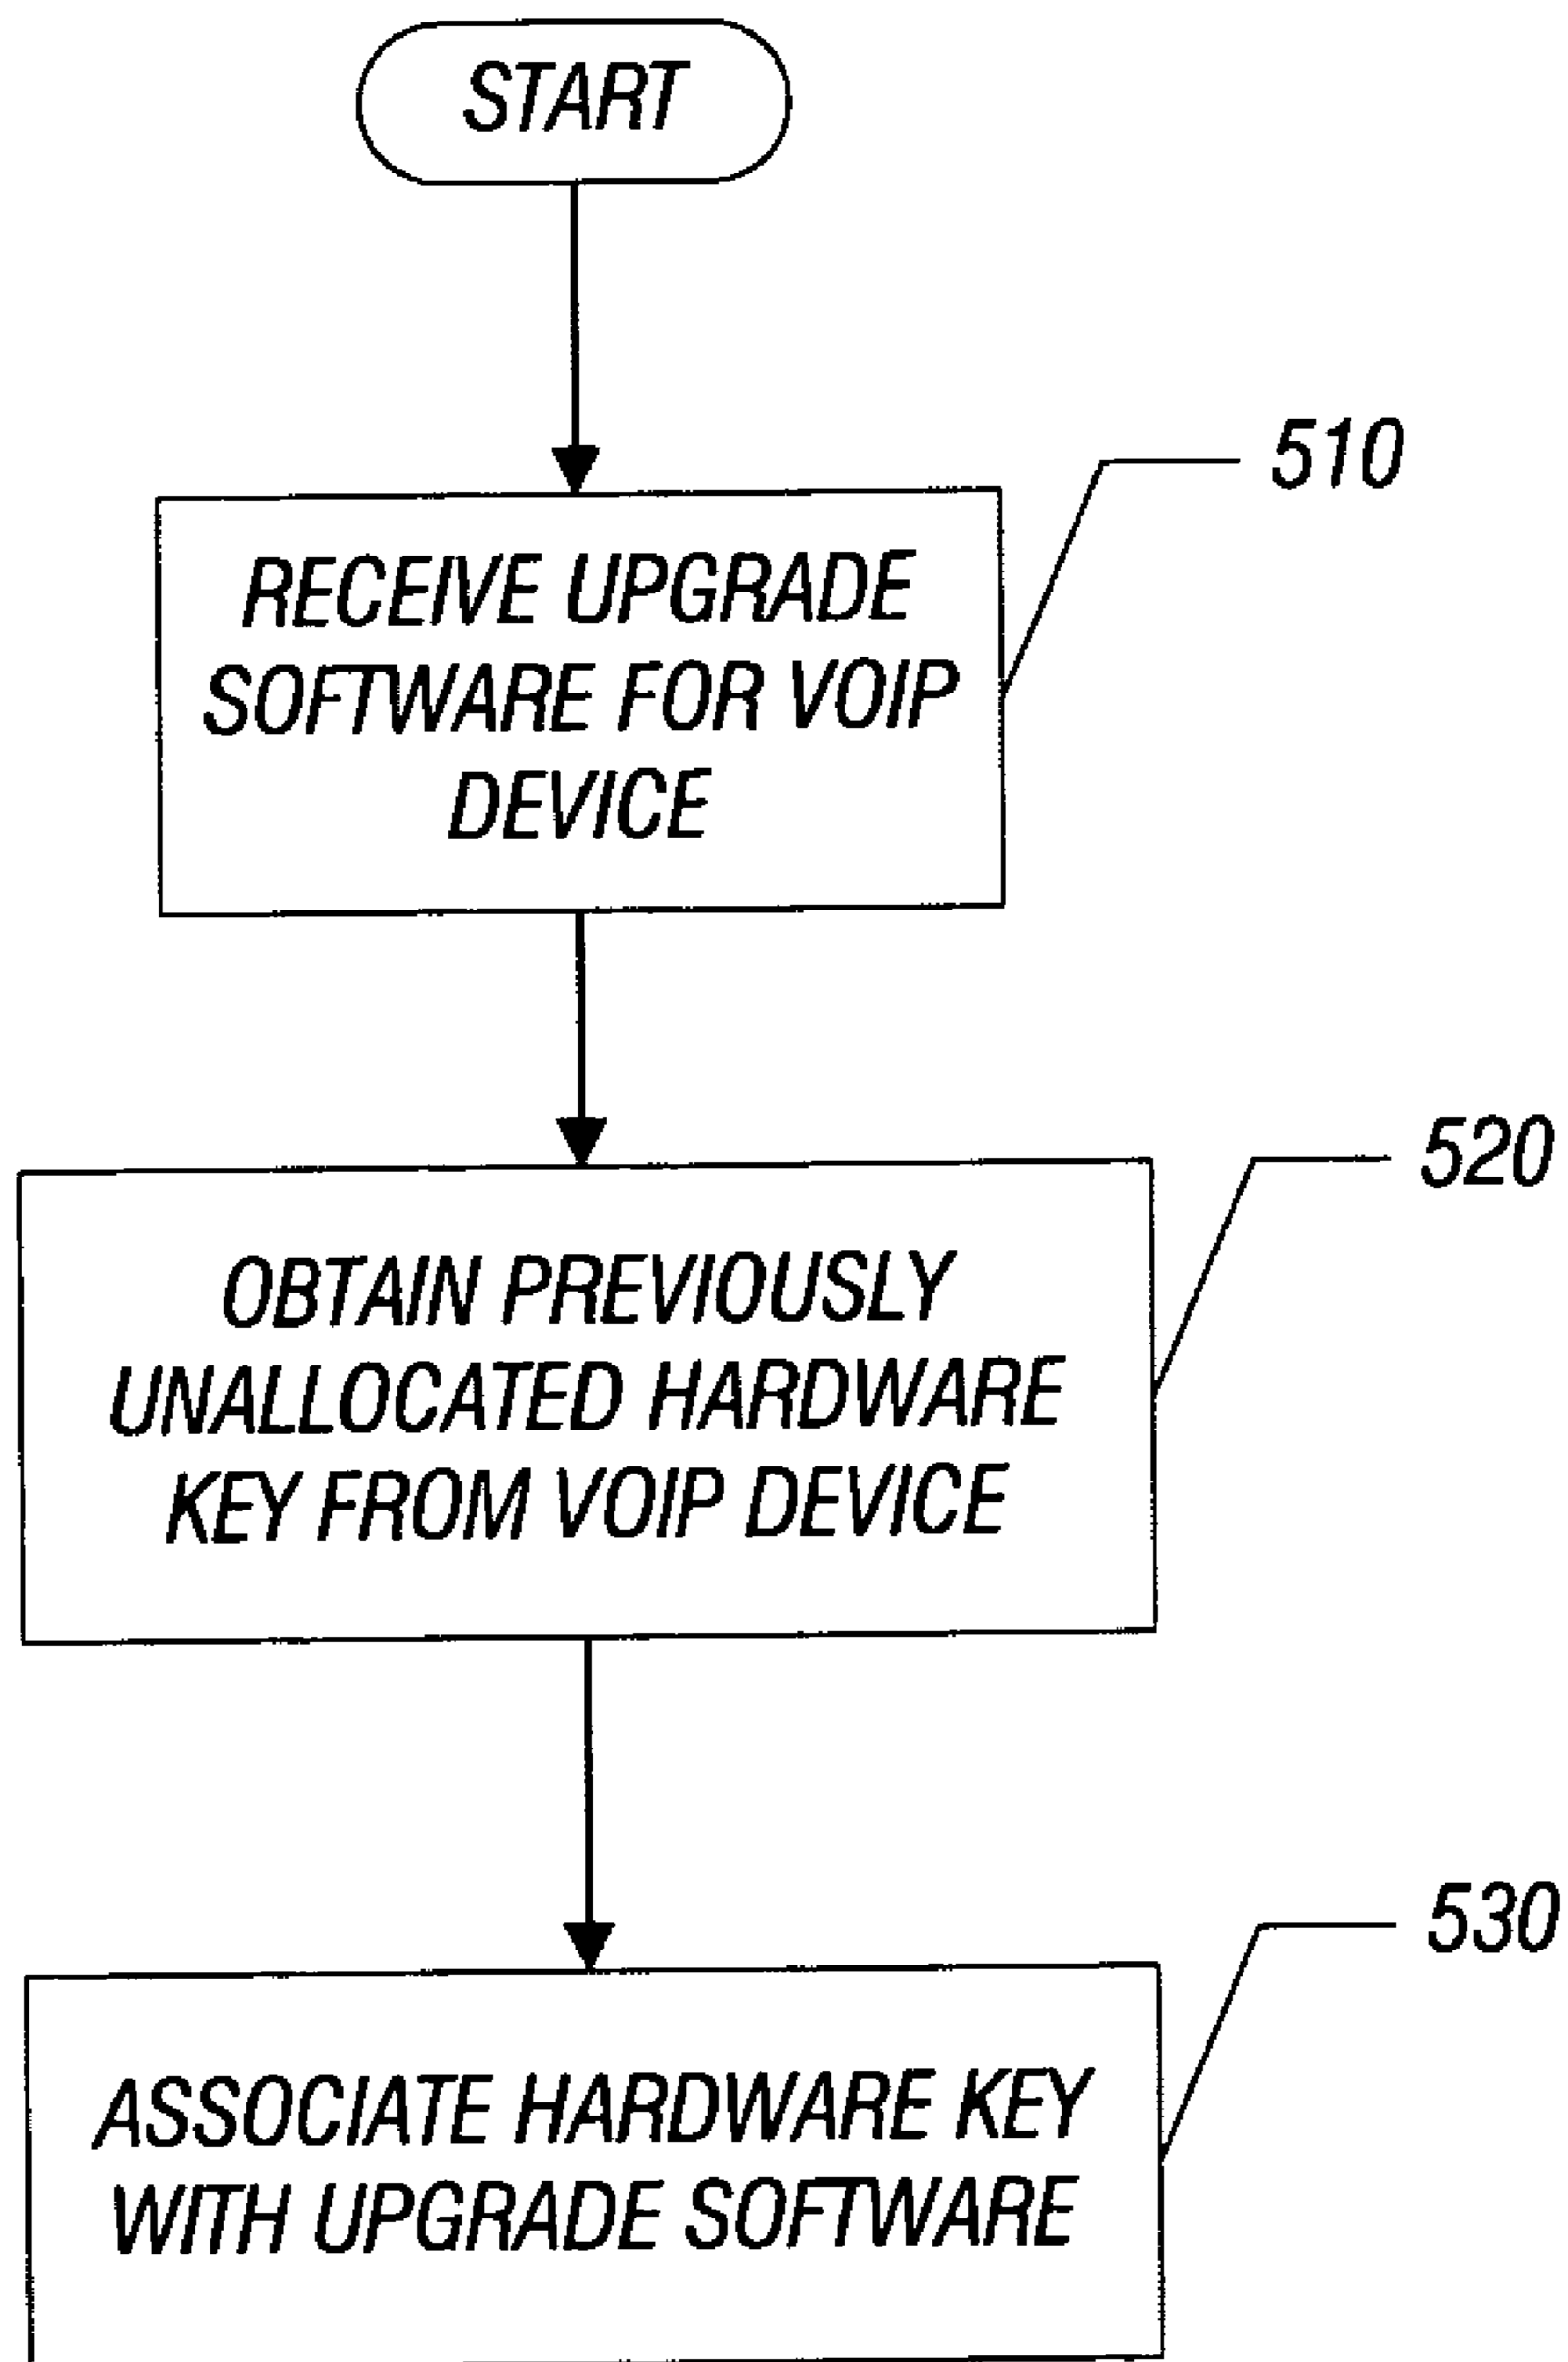 START
510
RECEIVE UPGRADE
SOFTWARE FOR VOIP
DEVICE
520
OBTAIN PREVIOUSLY
UNALLOCATED HARDWARE
KEY FROM VOIP DEVICE
530
ASSOCIATE HARDWARE KEY
WITH UPGRADE SOFTWARE